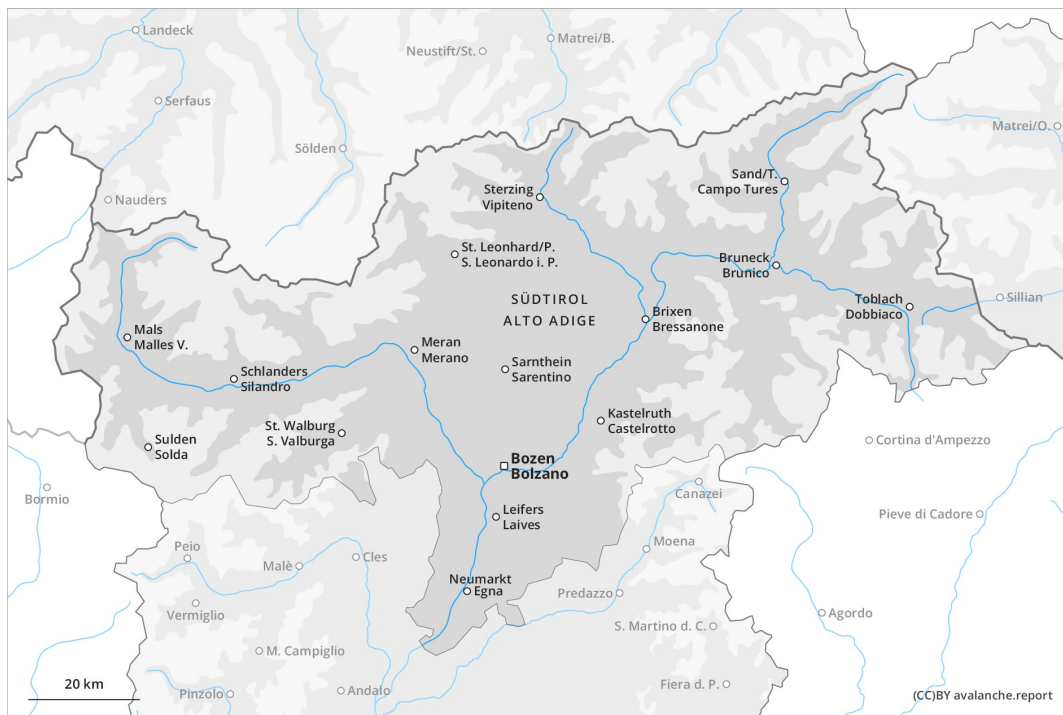 Landeck
Matrei/B.
Neustift/St.
Serfaus
Matrei/O.
Sölden
Sand/T.
Campo Tures
Sterzing
Vipiteno
Nauders
St. Leonhard/P.
S. Leonardo i. P.
Bruneck
Brunico
SÜDTIROL
ALTO ADIGE
Toblach
Dobbiaco
Sillian
Brixen
Bressanone
Mals
Malles V.
Meran
Merano
Sarnthein
Sarentino
Schlanders
Silandro
Kastelruth
Castelrotto
St. Walburg
S. Valburga
Sulden
Solda
Cortina d'Ampezzo
Bozen
Bolzano
Bormio
Canazei
Leifers
Laives
Pieve di Cadore
Moena
Peio
Cles
Malè
Neumarkt
Egna
Predazzo
Vermiglio
Agordo
S. Martino d. C.
M. Campiglio
20 km
Pinzolo
Andalo
Fiera d. P.
(CC)BY avalanche.report